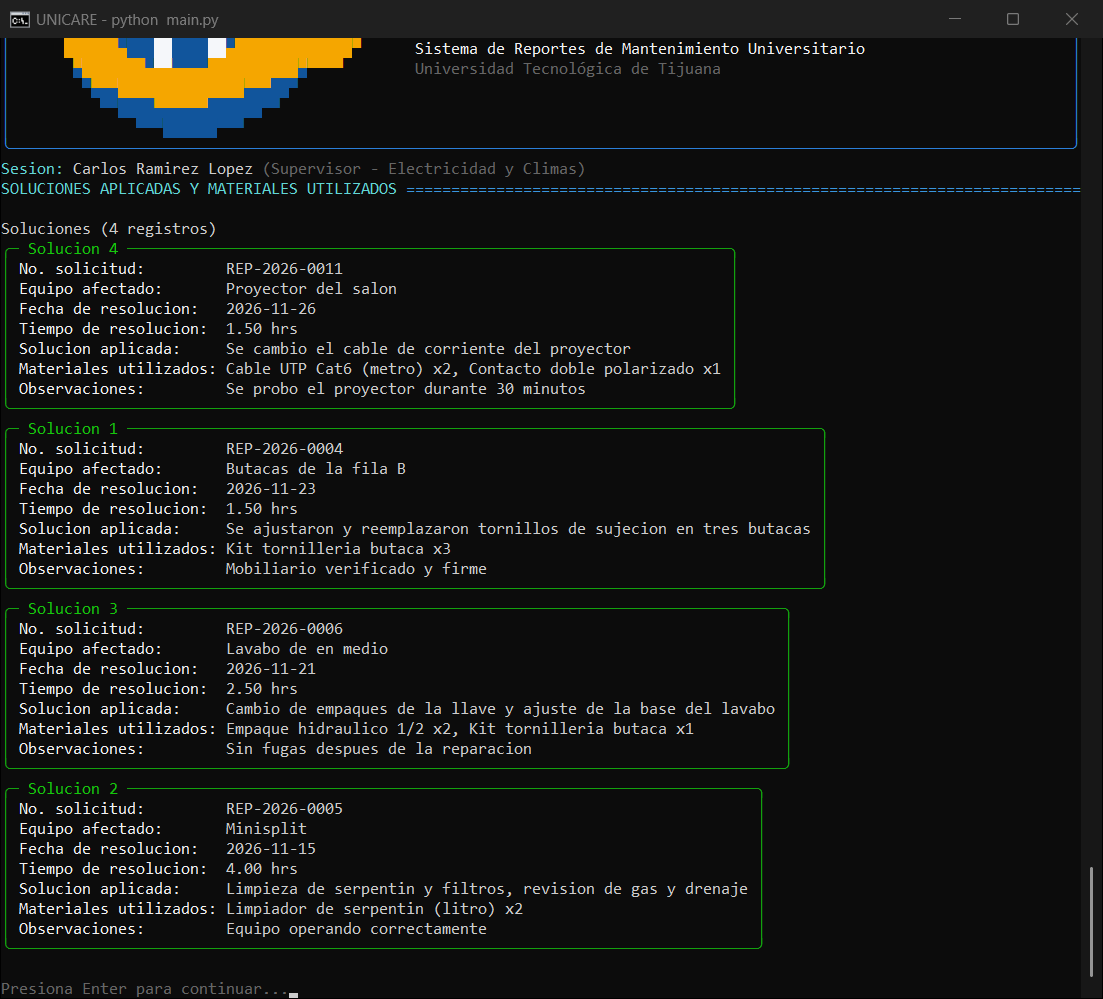 UNICARE - python main.py
Sistema de Reportes de Mantenimiento Universitario
Universidad Tecnológica de Tijuana
Sesion: Carlos Ramirez Lopez (Supervisor - Electricidad y Climas)
SOLUCIONES APLICADAS Y MATERIALES UTILIZADOS ===========================================================================
Soluciones (4 registros)
Solucion 4
No. solicitud: REP-2026-0011
Equipo afectado: Proyector del salon
Fecha de resolucion: 2026-11-26
Tiempo de resolucion: 1.50 hrs
Solucion aplicada: Se cambio el cable de corriente del proyector
Materiales utilizados: Cable UTP Cat6 (metro) x2, Contacto doble polarizado x1
Observaciones: Se probo el proyector durante 30 minutos
Solucion 1
No. solicitud: REP-2026-0004
Equipo afectado: Butacas de la fila B
Fecha de resolucion: 2026-11-23
Tiempo de resolucion: 1.50 hrs
Solucion aplicada: Se ajustaron y reemplazaron tornillos de sujecion en tres butacas
Materiales utilizados: Kit tornilleria butaca x3
Observaciones: Mobiliario verificado y firme
Solucion 3
No. solicitud: REP-2026-0006
Equipo afectado: Lavabo de en medio
Fecha de resolucion: 2026-11-21
Tiempo de resolucion: 2.50 hrs
Solucion aplicada: Cambio de empaques de la llave y ajuste de la base del lavabo
Materiales utilizados: Empaque hidraulico 1/2 x2, Kit tornilleria butaca x1
Observaciones: Sin fugas despues de la reparacion
Solucion 2
No. solicitud: REP-2026-0005
Equipo afectado: Minisplit
Fecha de resolucion: 2026-11-15
Tiempo de resolucion: 4.00 hrs
Solucion aplicada: Limpieza de serpentin y filtros, revision de gas y drenaje
Materiales utilizados: Limpiador de serpentin (litro) x2
Observaciones: Equipo operando correctamente
Presiona Enter para continuar...